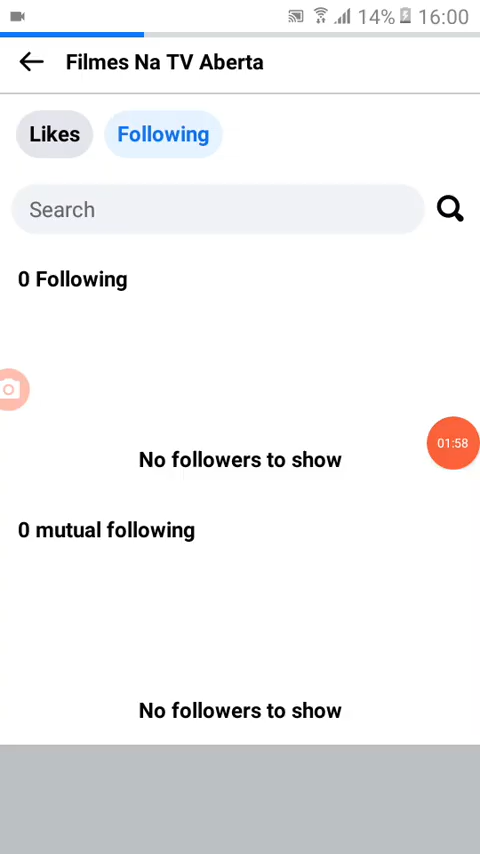 14% 16:00
Filmes Na TV Aberta
Likes Following
Search
0 Following
No followers to show
01:58
0 mutual following
No followers to show